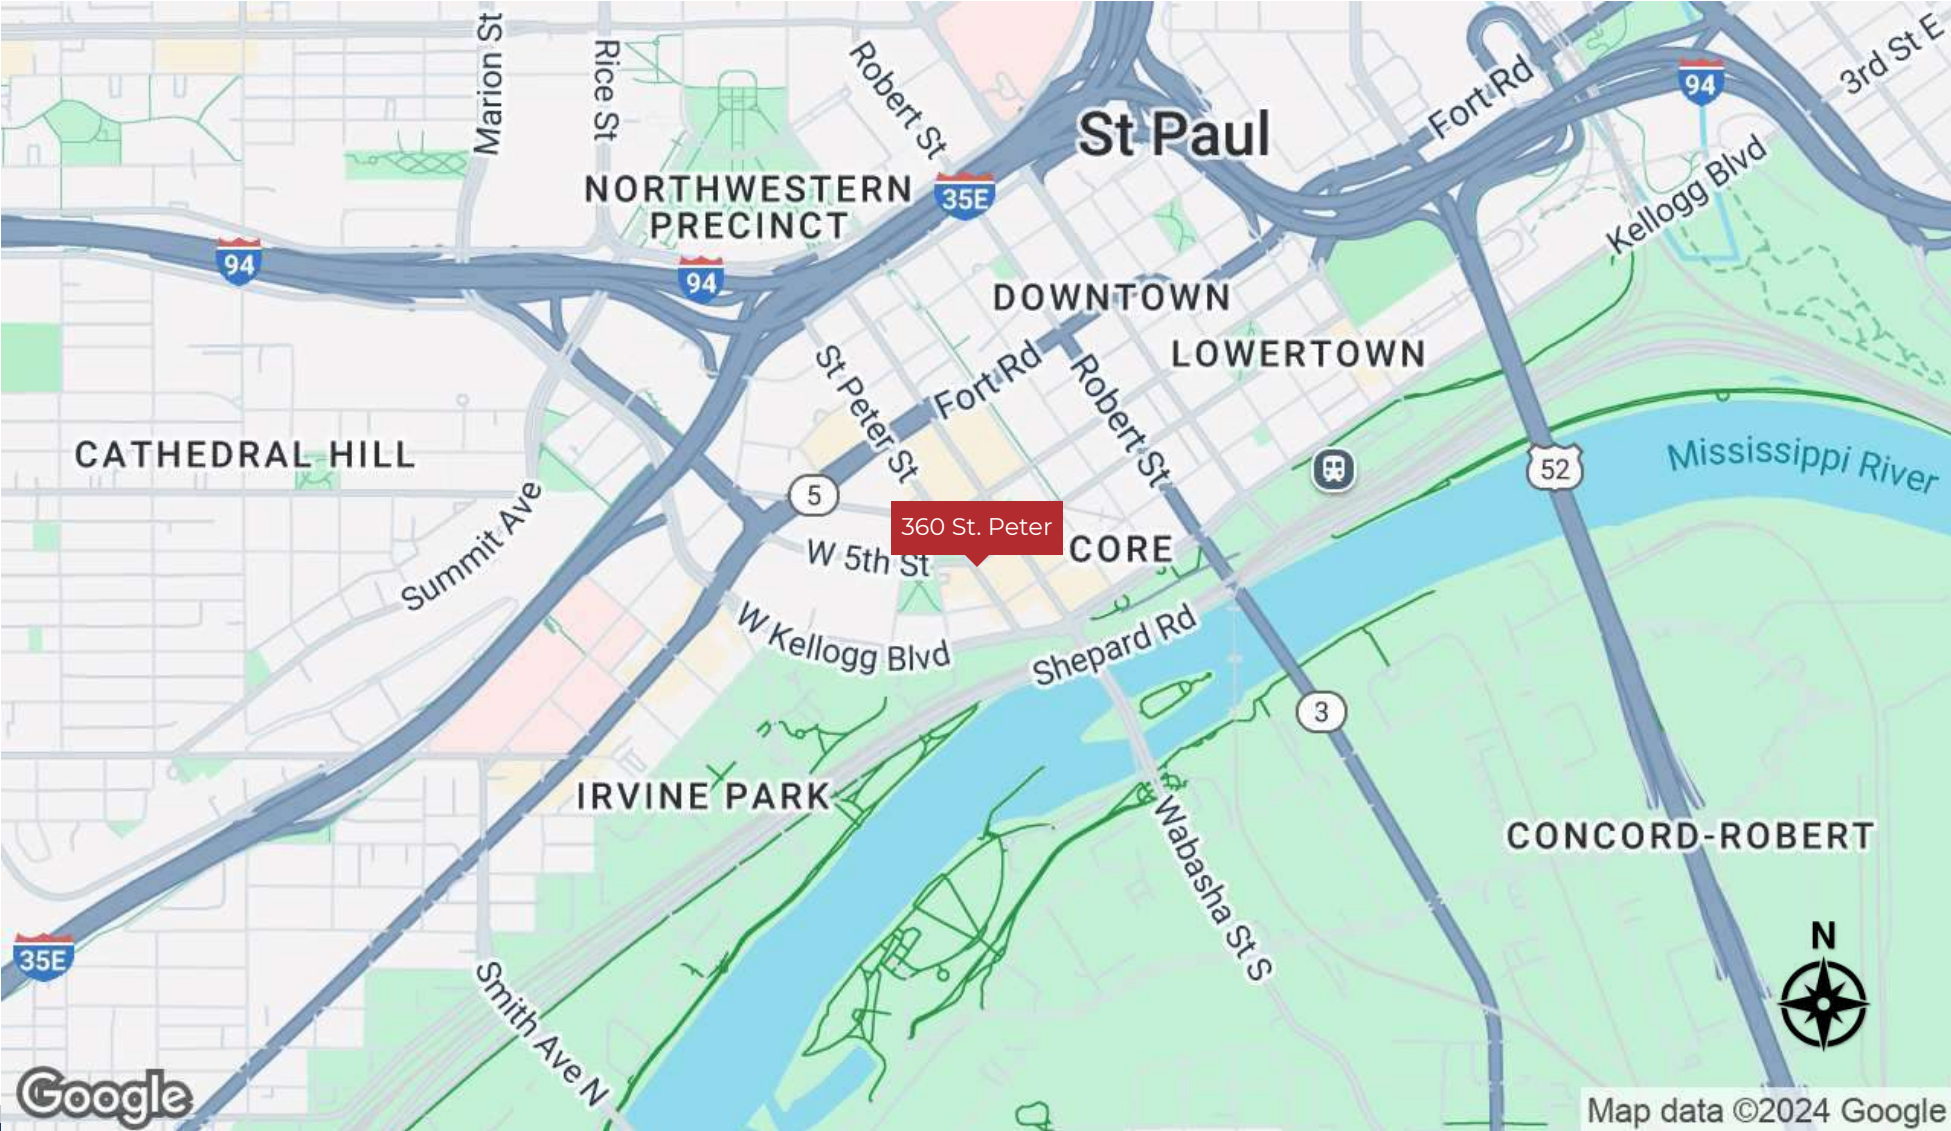 Marion St
Rice St
Robert St
St Paul
Fort Rd
94
3rd St E
NORTHWESTERN
PRECINCT
35E
Kellogg Blvd
94
94
DOWNTOWN
LOWERTOWN
St Peter St
Fort Rd
Robert St
CATHEDRAL HILL
Mississippi River
52
5
Summit Ave
360 St. Peter
CORE
W 5th St
W Kellogg Blvd
Shepard Rd
3
IRVINE PARK
Wabasha St S
CONCORD-ROBERT
35E
N
Smith Ave N
Google
Map data ©2024 Google